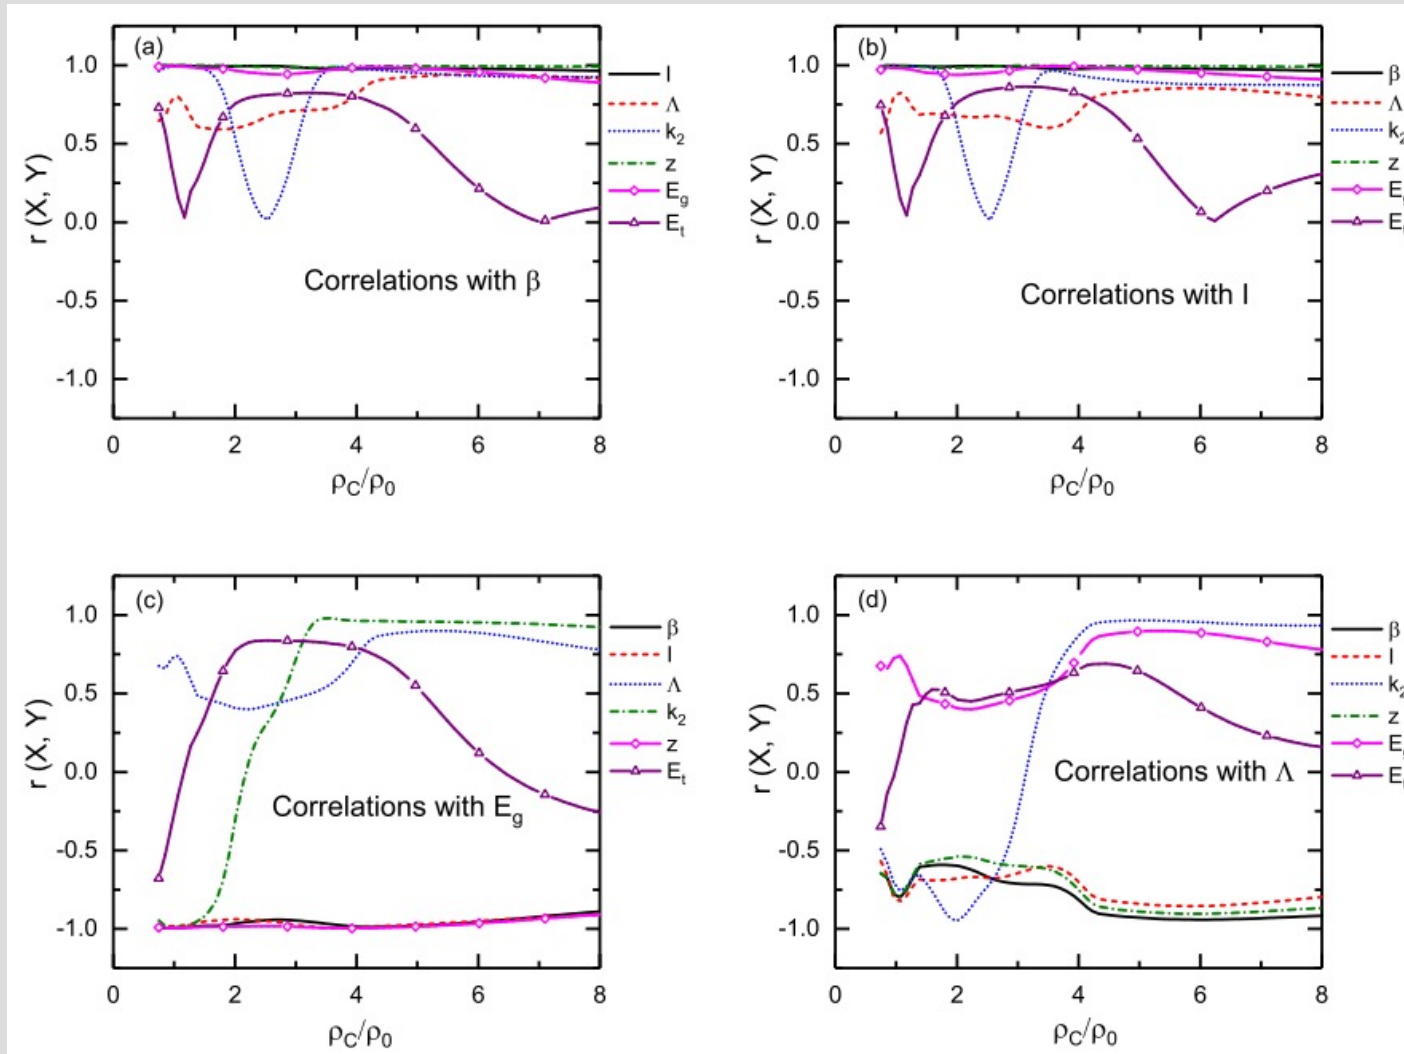 (a)
1.0
0.5
0.0
-0.5
-1.0
r (X, Y)
I
Λ
k2
z
Eg
Et
Correlations with β
0 2 4 6 8
ρC/ρ0
(b)
1.0
0.5
0.0
-0.5
-1.0
r (X, Y)
β
Λ
k2
z
E
E
Correlations with I
0 2 4 6 8
ρC/ρ0
(c)
1.0
0.5
0.0
-0.5
-1.0
r (X, Y)
β
I
Λ
k2
z
Et
Correlations with Eg
0 2 4 6 8
ρC/ρ0
(d)
1.0
0.5
0.0
-0.5
-1.0
r (X, Y)
β
I
k2
z
E
E
Correlations with Λ
0 2 4 6 8
ρC/ρ0